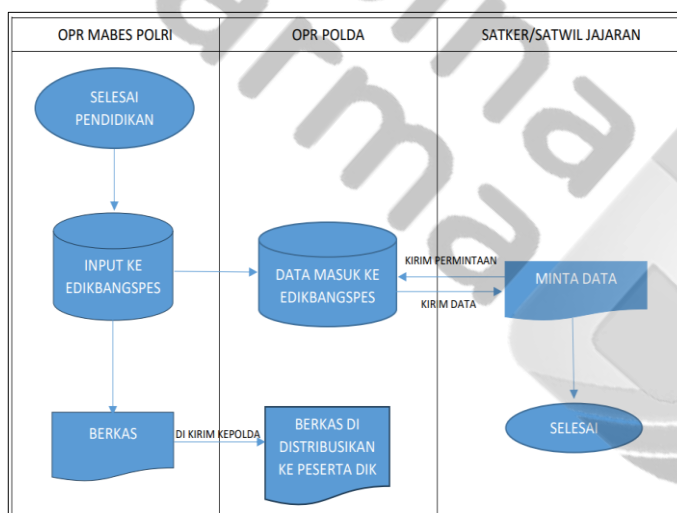 OPR MABES POLRI
OPR POLDA
SATKER/SATWIL JAJARAN
SELESAI
PENDIDIKAN
INPUT KE
EDIKBANGSPES
DATA MASUK KE
EDIKBANGSPES
KIRIM PERMINTAAN
KIRIM DATA
MINTA DATA
BERKAS
DI KIRIM KEPOLDA
BERKAS DI
DISTRIBUSIKAN
KE PESERTA DIK
SELESAI